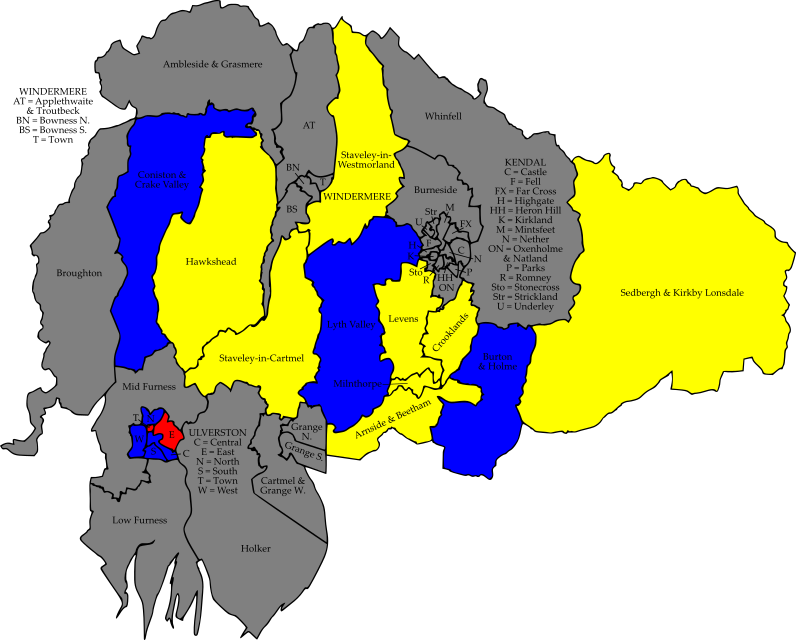 Ambleside & Grasmere
WINDERMERE
AT = Applethwaite
& Troutbeck
BN = Bowness N.
BS = Bowness S.
T = Town
AT
Whinfell
Staveley-in-
Westmorland
BN
T
WINDERMERE
BS
Coniston &
Crake Valley
Burneside
Str
M
U
FX
F
H
C
K
N
Sto
P
R
HH
ON
KENDAL
C = Castle
F = Fell
FX = Far Cross
H = Highgate
HH = Heron Hill
K = Kirkland
M = Mintsfeet
N = Nether
ON = Oxenholme
& Natland
P = Parks
R = Romney
Sto = Stonecross
Str = Strickland
U = Underley
Broughton
Hawkshead
Sedbergh & Kirkby Lonsdale
Lyth Valley
Levens
Crooklands
Staveley-in-Cartmel
Burton
& Holme
Mid Furness
Milnthorpe
Arnside & Beetham
T
E
W
S
C
ULVERSTON
C = Central
E = East
N = North
S = South
T = Town
W = West
Grange
N.
Grange S.
Cartmel &
Grange W.
Low Furness
Holker